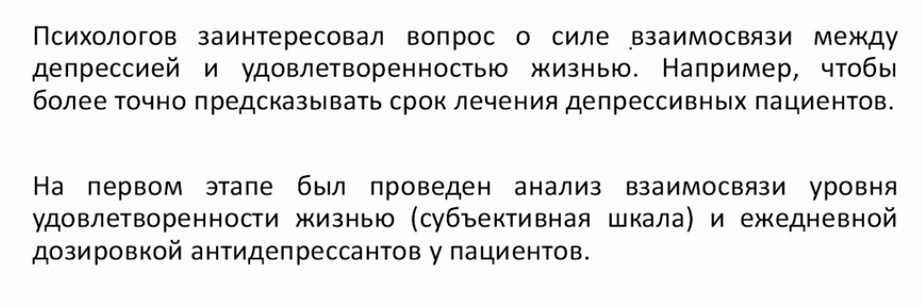 Психологов заинтересовал вопрос о силе взаимосвязи между
депрессией и удовлетворенностью жизнью. Например, чтобы
более точно предсказывать срок лечения депрессивных пациентов.
На первом этапе был проведен анализ взаимосвязи уровня
удовлетворенности жизнью (субъективная шкала) и ежедневной
дозировкой антидепрессантов у пациентов.